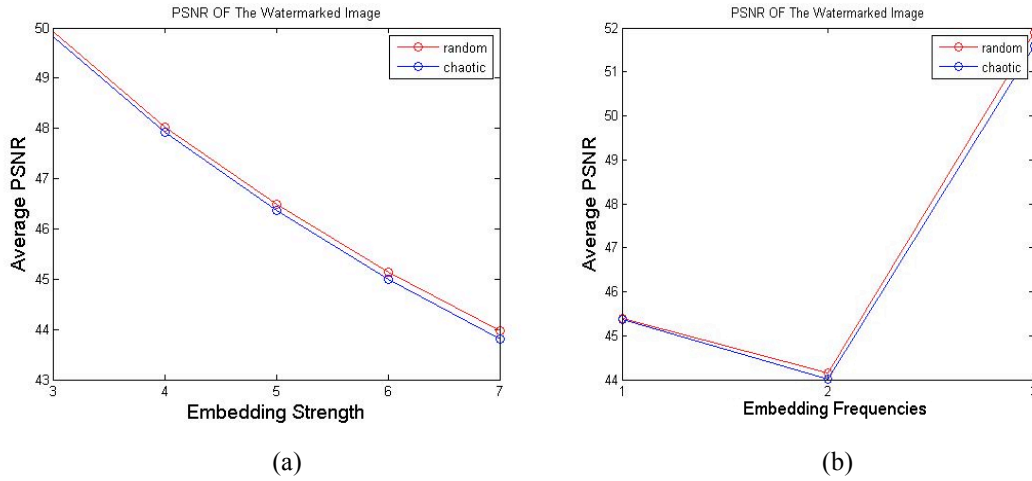 PSNR OF The Watermarked Image
50
49
48
47
46
45
44
43
Average PSNR
random
chaotic
3 4 5 6 7
Embedding Strength
(a)
PSNR OF The Watermarked Image
52
51
50
49
48
47
46
45
44
Average PSNR
random
chaotic
1 2
Embedding Frequencies
(b)